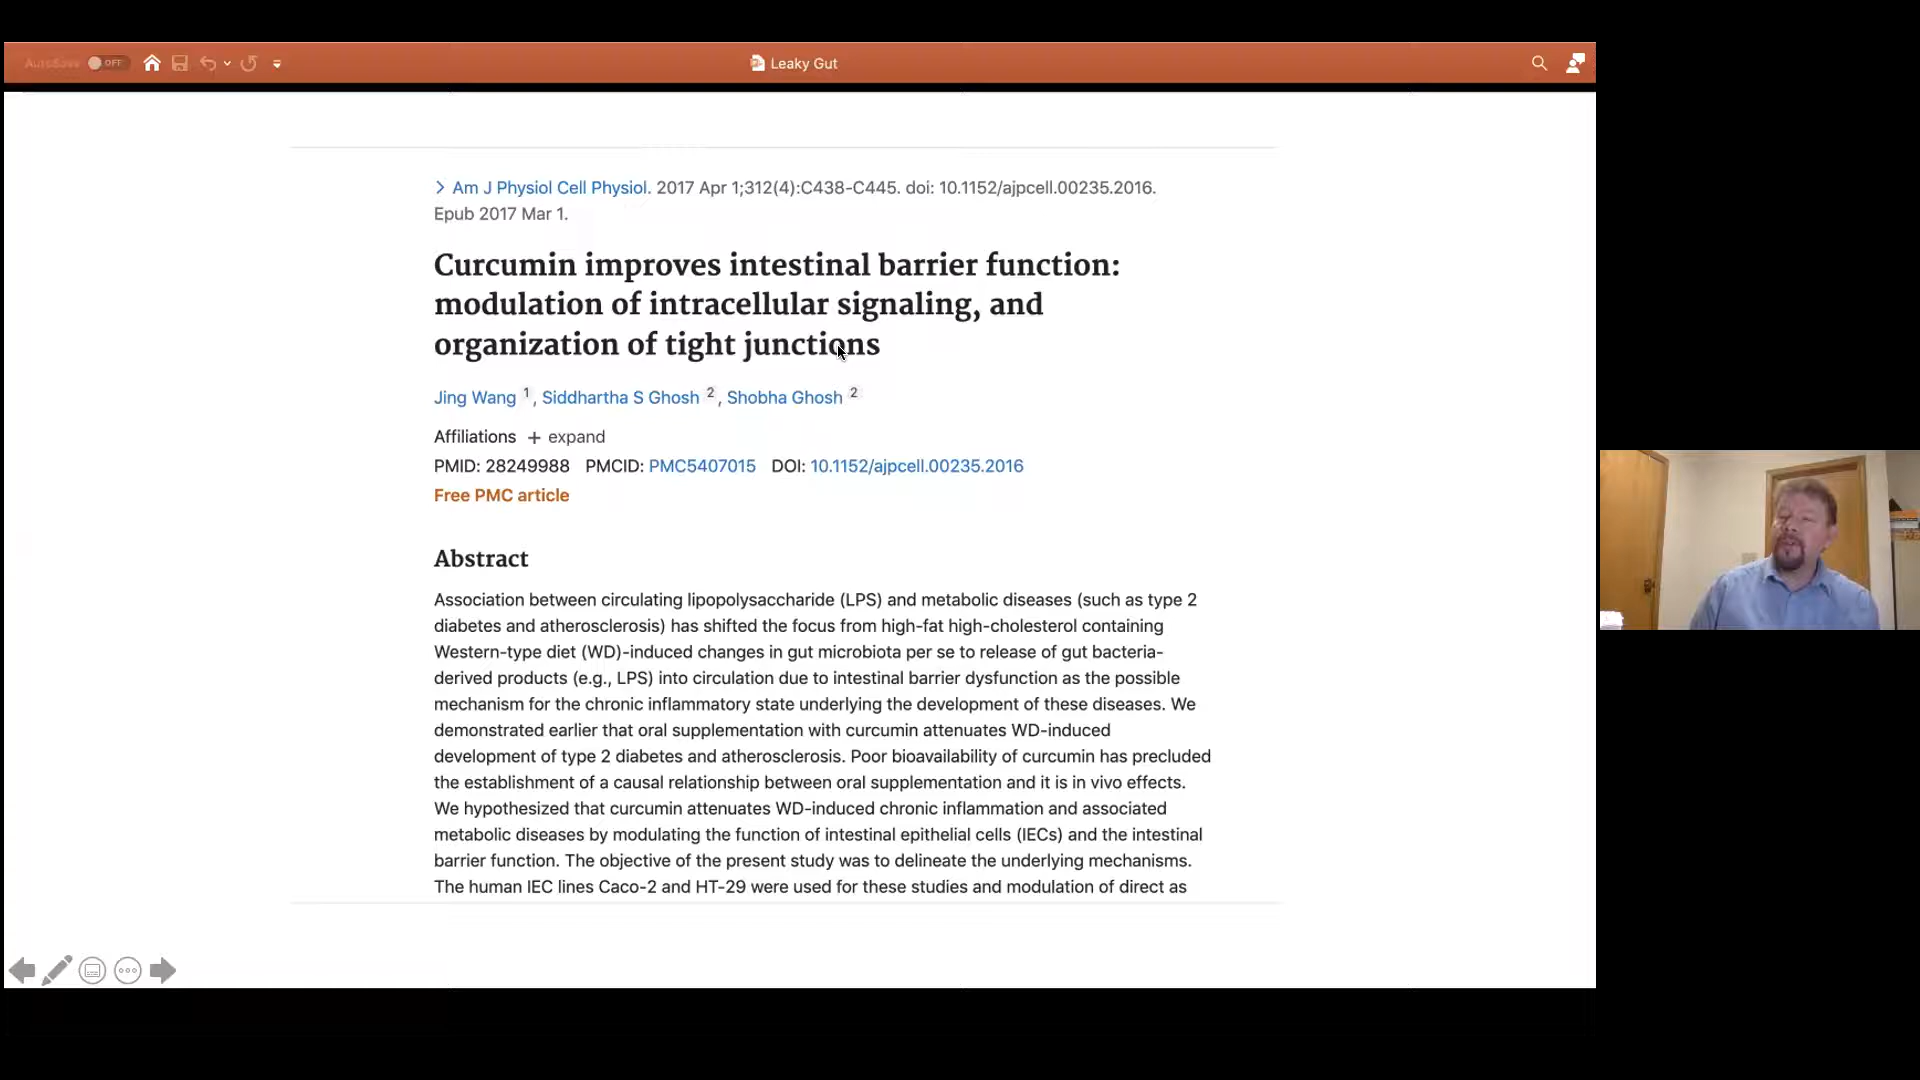 AutoSave OFF
Leaky Gut
> Am J Physiol Cell Physiol. 2017 Apr 1;312(4):C438-C445. doi: 10.1152/ajpcell.00235.2016.
Epub 2017 Mar 1.
Curcumin improves intestinal barrier function:
modulation of intracellular signaling, and
organization of tight junctions
Jing Wang 1, Siddhartha S Ghosh 2, Shobha Ghosh 2
Affiliations + expand
PMID: 28249988 PMCID: PMC5407015 DOI: 10.1152/ajpcell.00235.2016
Free PMC article
Abstract
Association between circulating lipopolysaccharide (LPS) and metabolic diseases (such as type 2
diabetes and atherosclerosis) has shifted the focus from high-fat high-cholesterol containing
Western-type diet (WD)-induced changes in gut microbiota per se to release of gut bacteria-
derived products (e.g., LPS) into circulation due to intestinal barrier dysfunction as the possible
mechanism for the chronic inflammatory state underlying the development of these diseases. We
demonstrated earlier that oral supplementation with curcumin attenuates WD-induced
development of type 2 diabetes and atherosclerosis. Poor bioavailability of curcumin has precluded
the establishment of a causal relationship between oral supplementation and it is in vivo effects.
We hypothesized that curcumin attenuates WD-induced chronic inflammation and associated
metabolic diseases by modulating the function of intestinal epithelial cells (IECs) and the intestinal
barrier function. The objective of the present study was to delineate the underlying mechanisms.
The human IEC lines Caco-2 and HT-29 were used for these studies and modulation of direct as